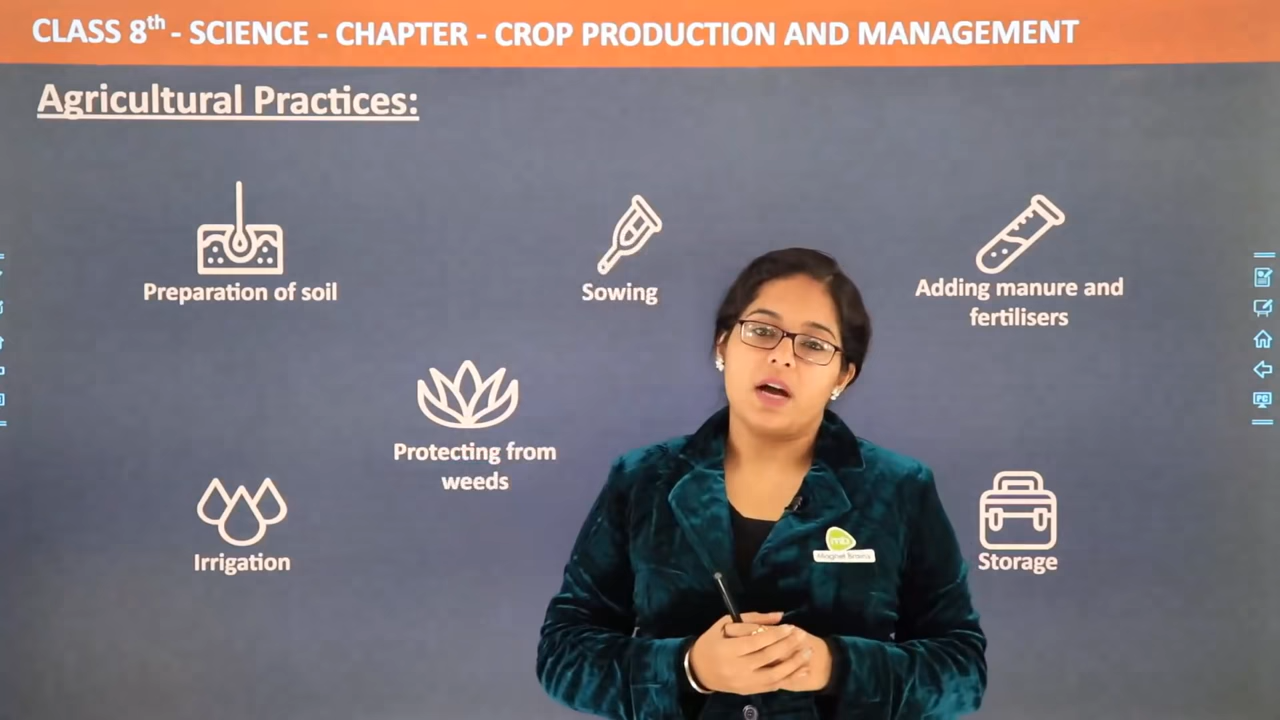 CLASS 8th - SCIENCE - CHAPTER - CROP PRODUCTION AND MANAGEMENT
Agricultural Practices:
Preparation of soil
Sowing
Adding manure and
fertilisers
Protecting from
weeds
Irrigation
Storage
mb
Magnet Brains
PC